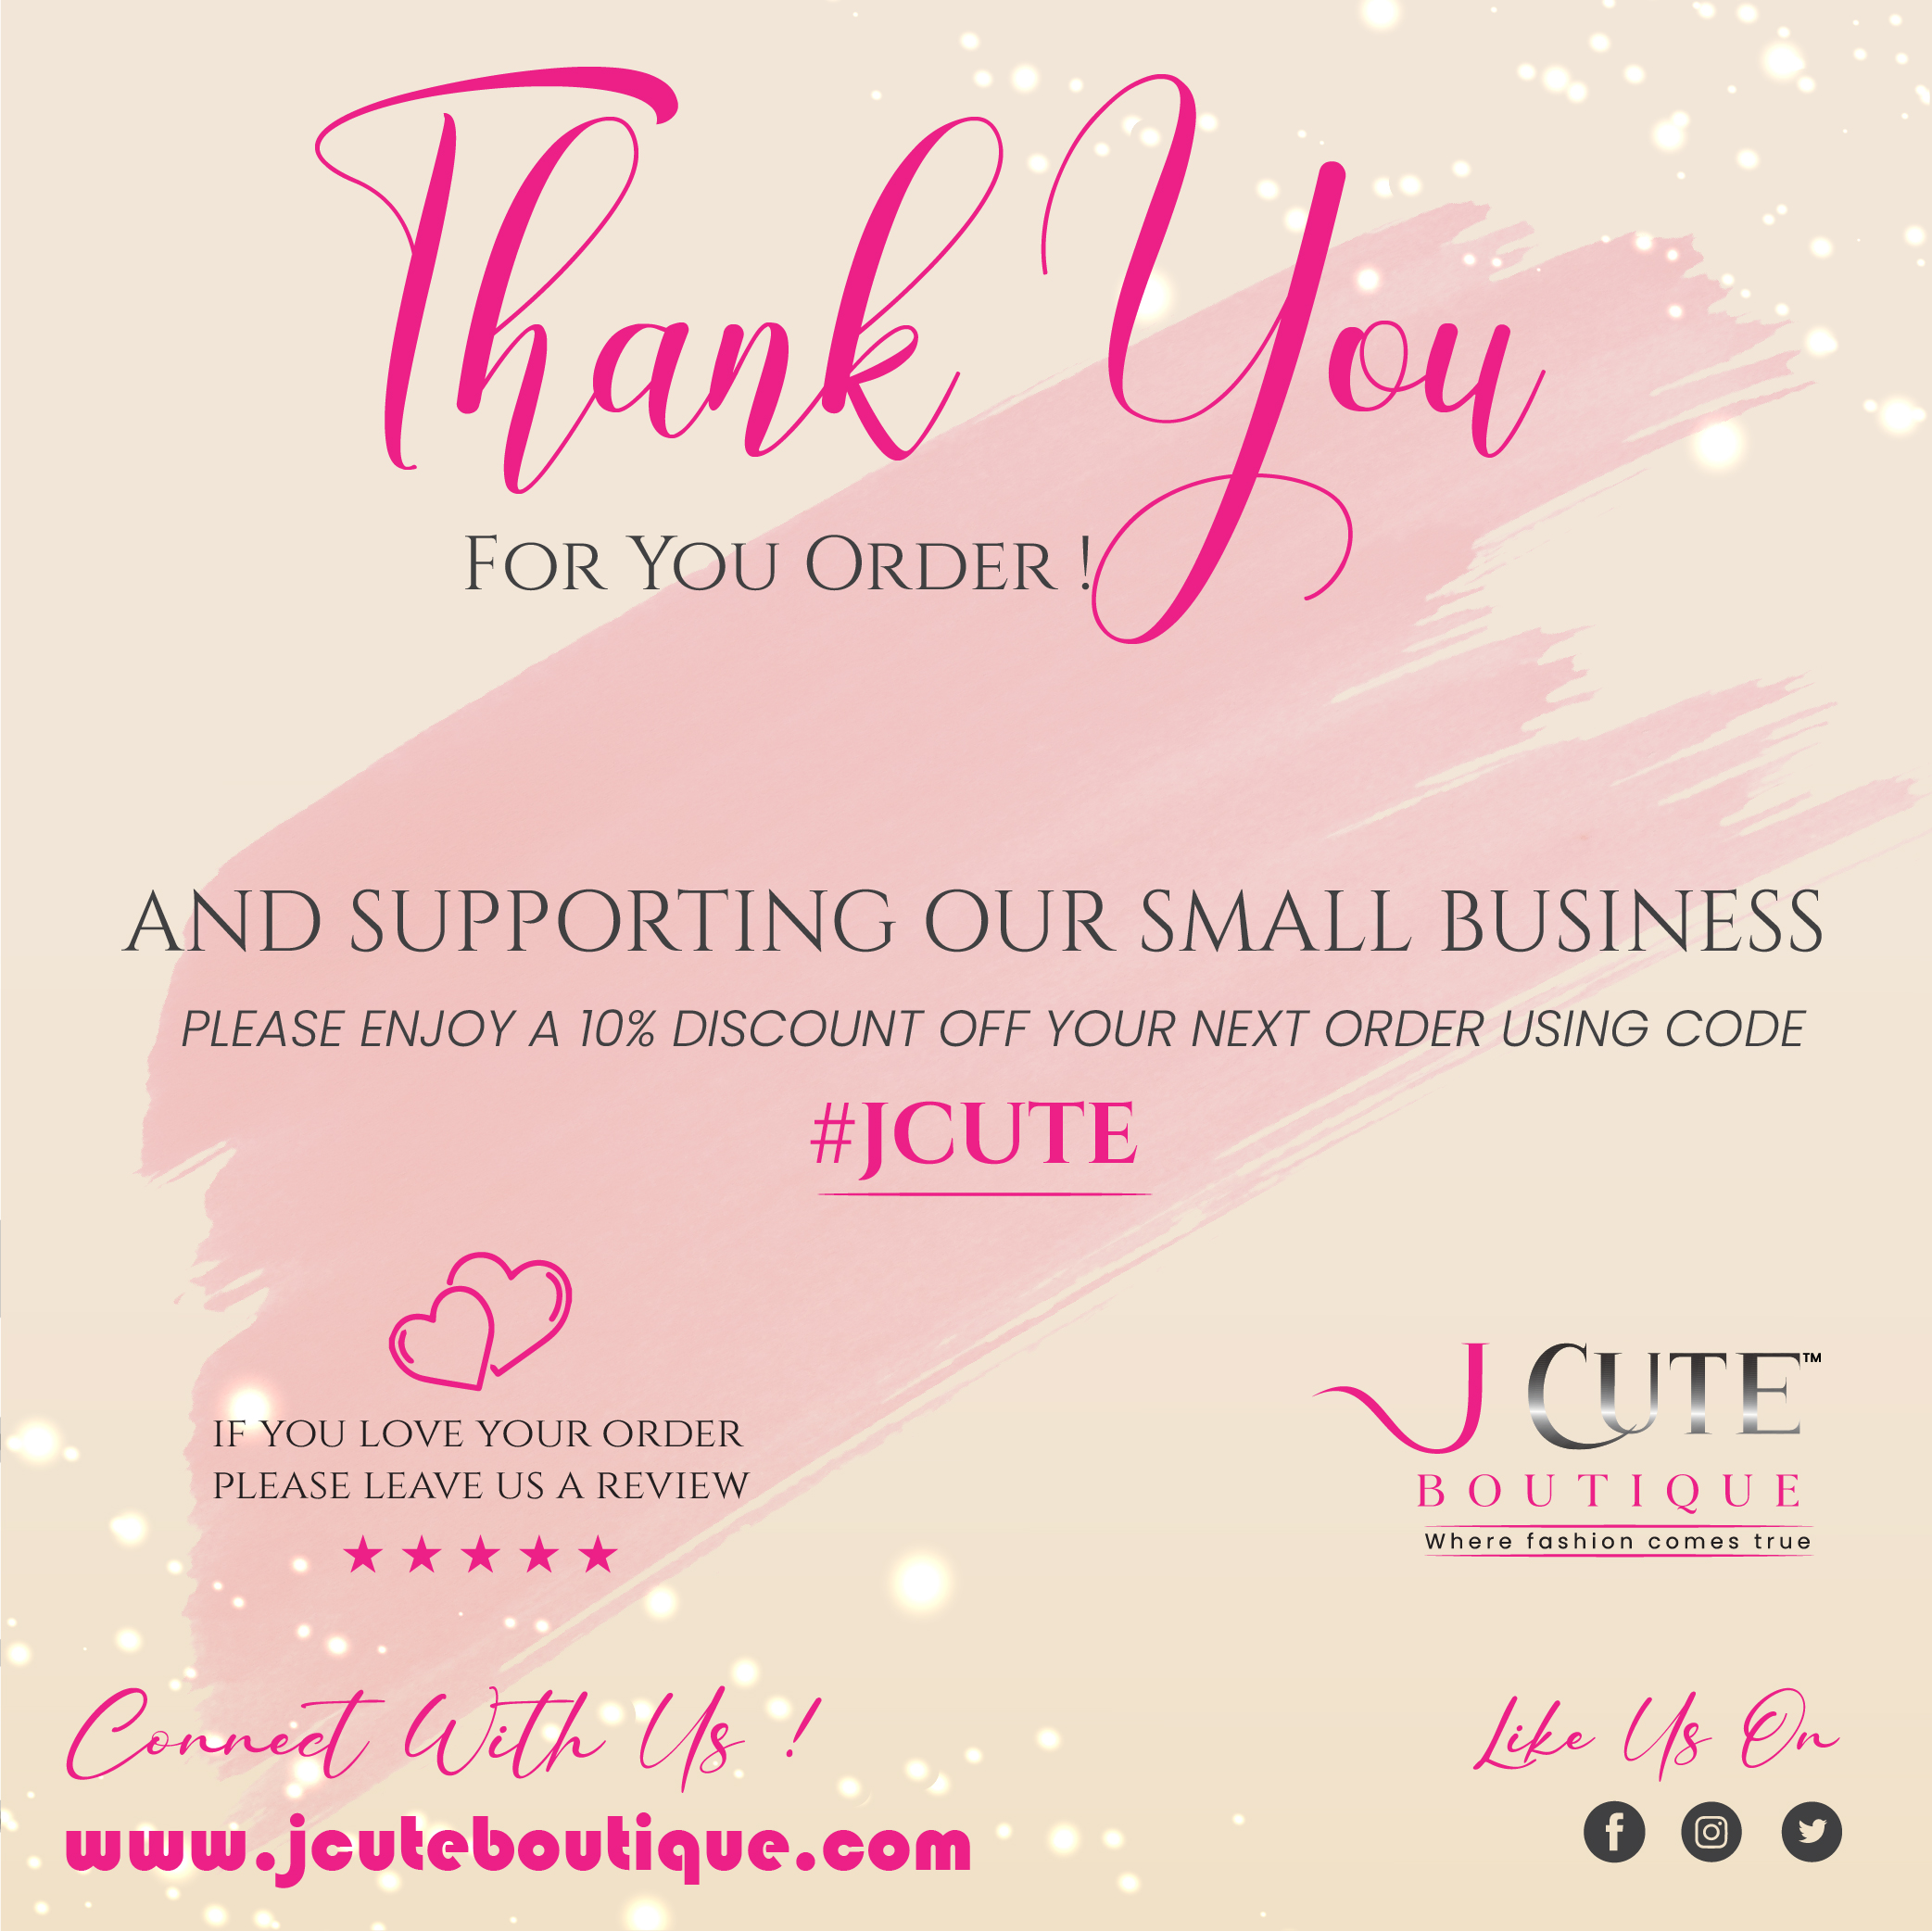 Thank You
For You Order !
AND SUPPORTING OUR SMALL BUSINESS
PLEASE ENJOY A 10% DISCOUNT OFF YOUR NEXT ORDER USING CODE
#JCUTE
IF YOU LOVE YOUR ORDER
PLEASE LEAVE US A REVIEW
J CUTE™
BOUTIQUE
Where fashion comes true
Connect With Us !
www.jcuteboutique.com
Like Us On